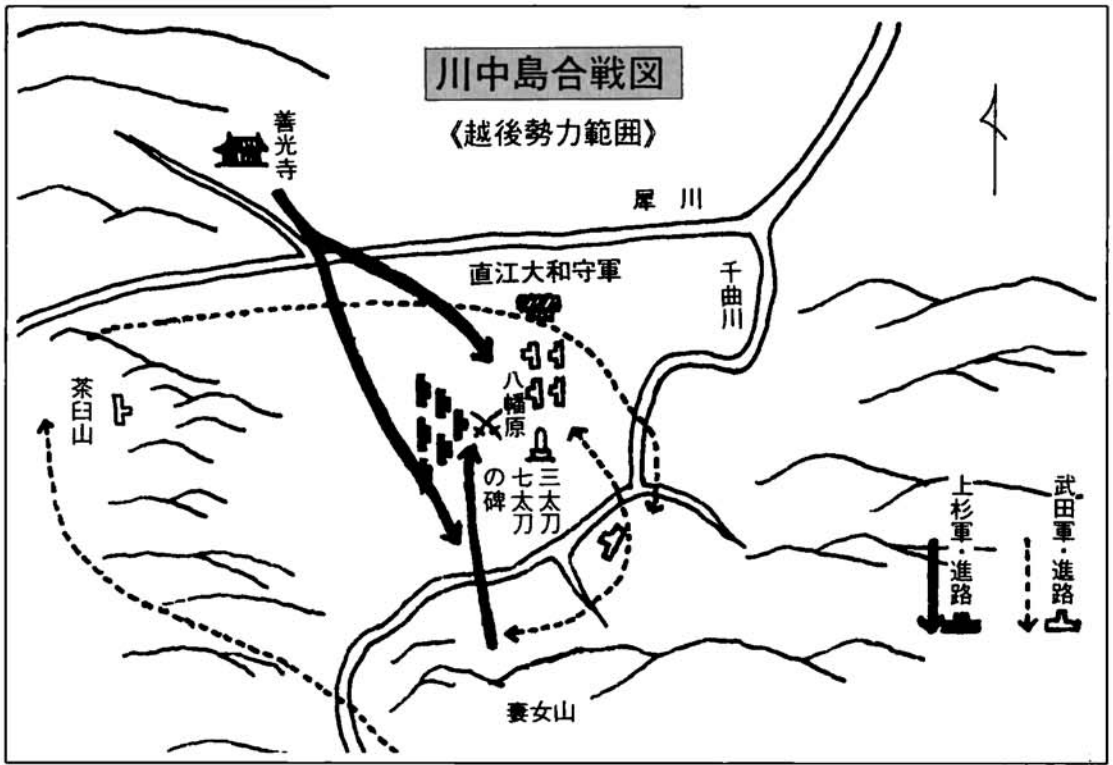 川中島合戦図
《越後勢力範囲》
善光寺
犀川
直江大和守軍
千曲川
八幡原
茶臼山
三太刀
七太刀
の碑
武田軍・進路
上杉軍・進路
妻女山